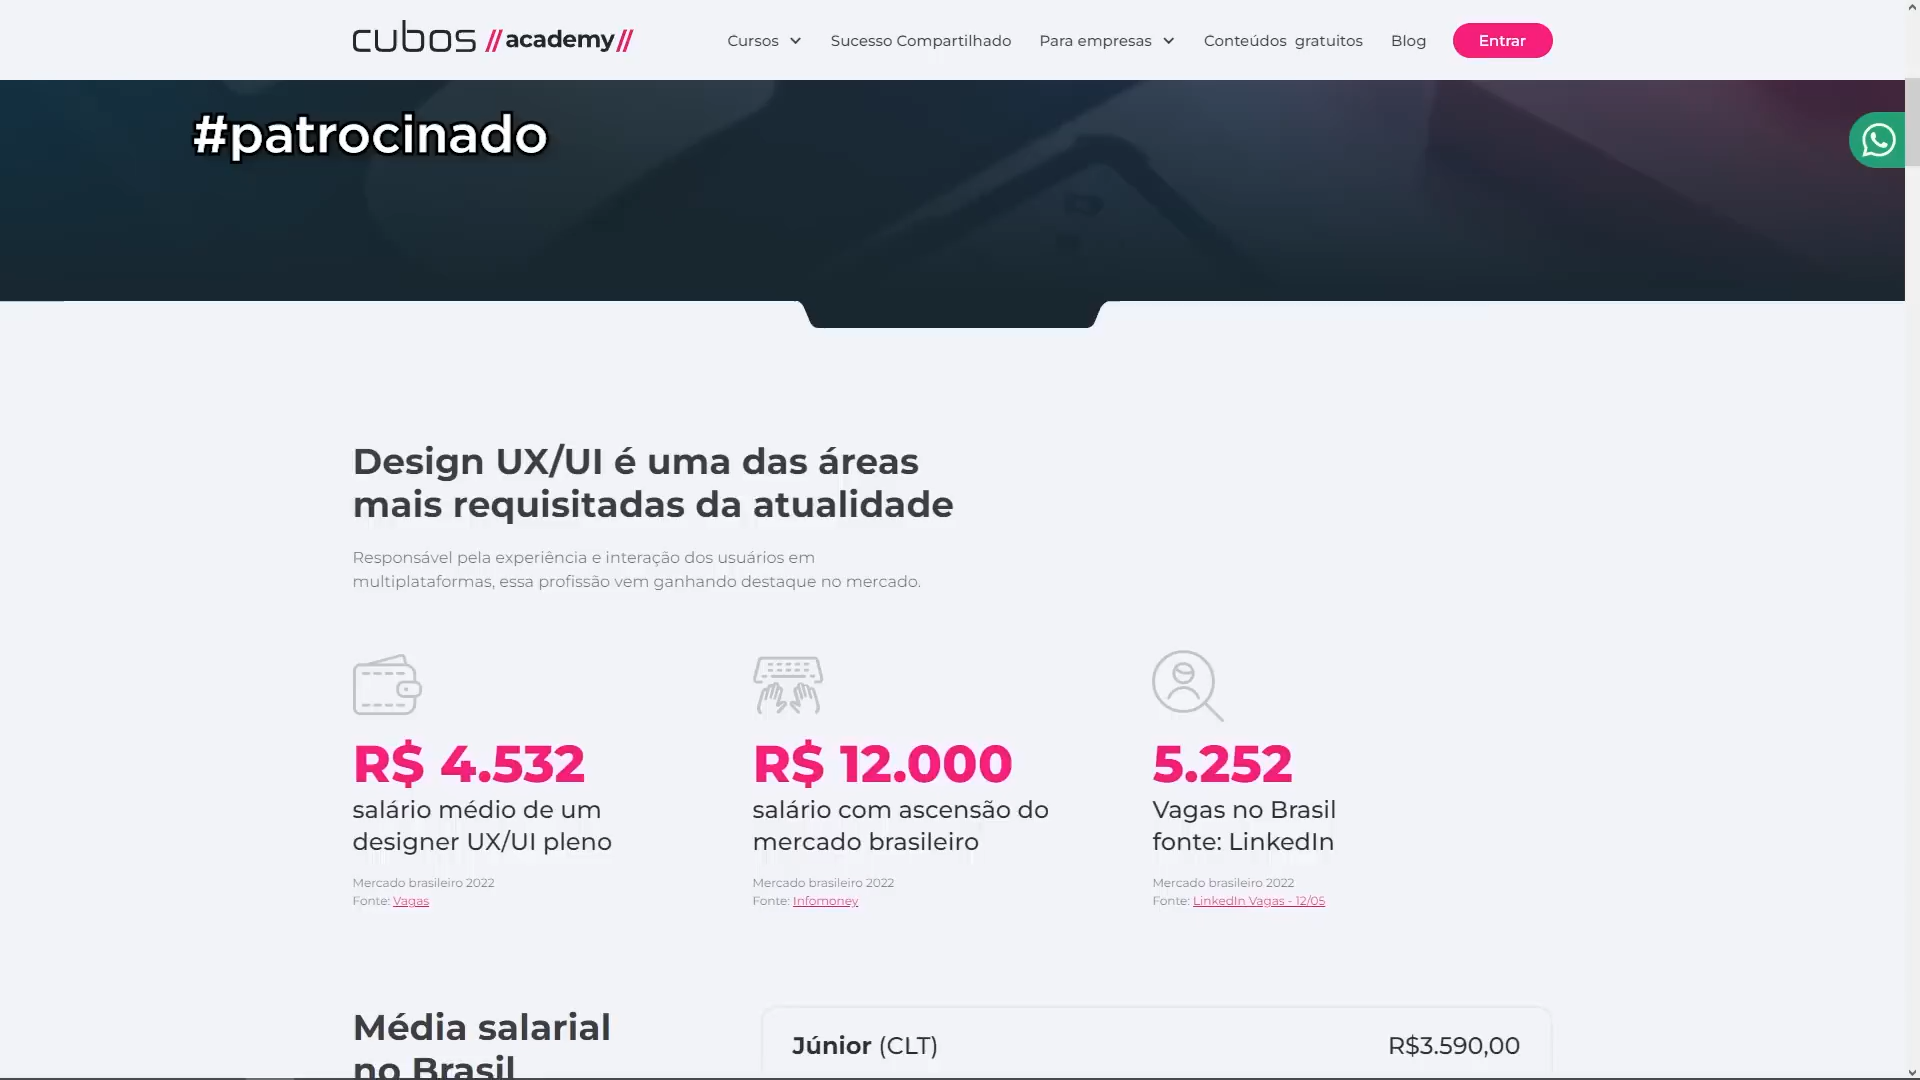 cubos //academy//
Cursos Sucesso Compartilhado Para empresas Conteúdos gratuitos Blog Entrar
#patrocinado
Design UX/UI é uma das áreas
mais requisitadas da atualidade
Responsável pela experiência e interação dos usuários em
multiplataformas, essa profissão vem ganhando destaque no mercado.
R$ 4.532
salário médio de um
designer UX/UI pleno
Mercado brasileiro 2022
Fonte: Vagas
R$ 12.000
salário com ascensão do
mercado brasileiro
Mercado brasileiro 2022
Fonte: Infomoney
5.252
Vagas no Brasil
fonte: LinkedIn
Mercado brasileiro 2022
Fonte: LinkedIn Vagas - 12/05
Média salarial
no Brasil
Júnior (CLT) R$3.590,00